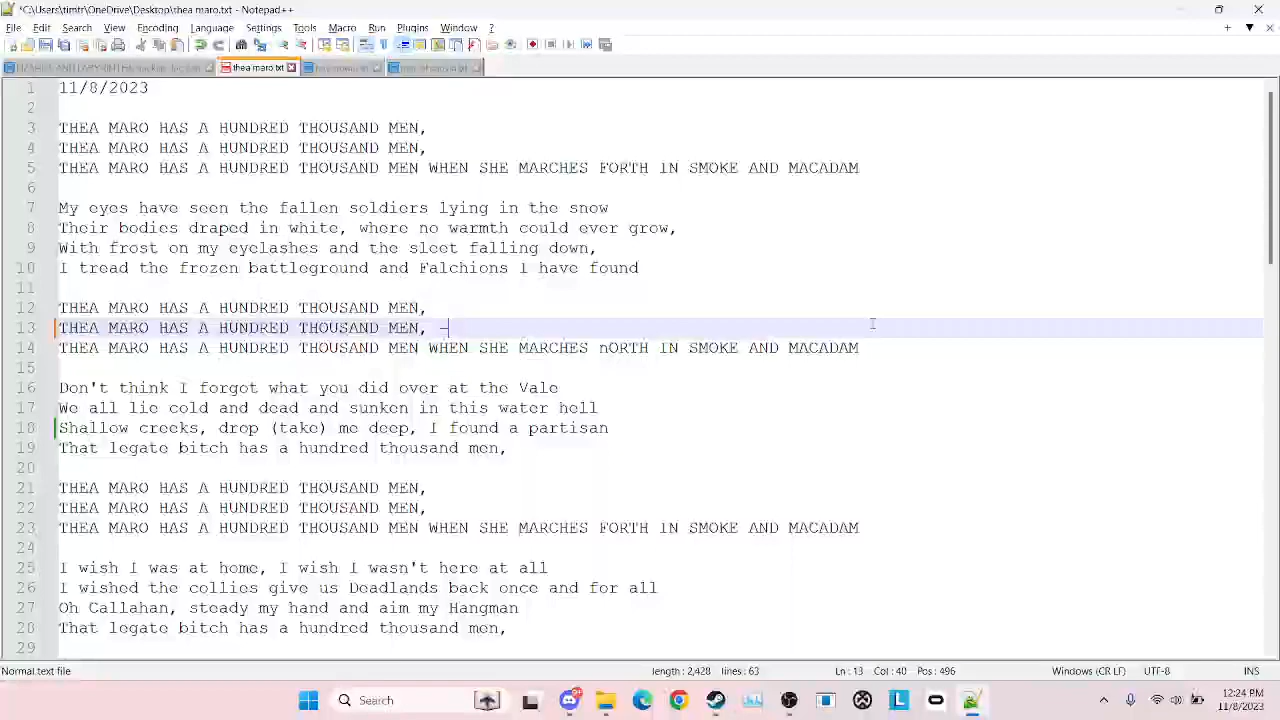 *C:\Users\timtr\OneDrive\Desktop\thea maro.txt - Notepad++
File Edit Search View Encoding Language Settings Tools Macro Run Plugins Window ?
thea maro.txt
1 11/8/2023
2
3 THEA MARO HAS A HUNDRED THOUSAND MEN,
4 THEA MARO HAS A HUNDRED THOUSAND MEN,
5 THEA MARO HAS A HUNDRED THOUSAND MEN WHEN SHE MARCHES FORTH IN SMOKE AND MACADAM
6
7 My eyes have seen the fallen soldiers lying in the snow
8 Their bodies draped in white, where no warmth could ever grow,
9 With frost on my eyelashes and the sleet falling down,
10 I tread the frozen battleground and Falchions I have found
11
12 THEA MARO HAS A HUNDRED THOUSAND MEN,
13 THEA MARO HAS A HUNDRED THOUSAND MEN, -
14 THEA MARO HAS A HUNDRED THOUSAND MEN WHEN SHE MARCHES nORTH IN SMOKE AND MACADAM
15
16 Don't think I forgot what you did over at the Vale
17 We all lie cold and dead and sunken in this water hell
18 Shallow creeks, drop (take) me deep, I found a partisan
19 That legate bitch has a hundred thousand men,
20
21 THEA MARO HAS A HUNDRED THOUSAND MEN,
22 THEA MARO HAS A HUNDRED THOUSAND MEN,
23 THEA MARO HAS A HUNDRED THOUSAND MEN WHEN SHE MARCHES FORTH IN SMOKE AND MACADAM
24
25 I wish I was at home, I wish I wasn't here at all
26 I wished the collies give us Deadlands back once and for all
27 Oh Callahan, steady my hand and aim my Hangman
28 That legate bitch has a hundred thousand men,
29
Normal text file length : 2,428 lines : 63 Ln : 13 Col : 40 Pos : 496 Windows (CR LF) UTF-8 INS
Search
12:24 PM
11/8/2023